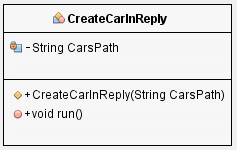 CreateCarInReply
- String CarsPath
+ CreateCarInReply(String CarsPath)
+ void run()